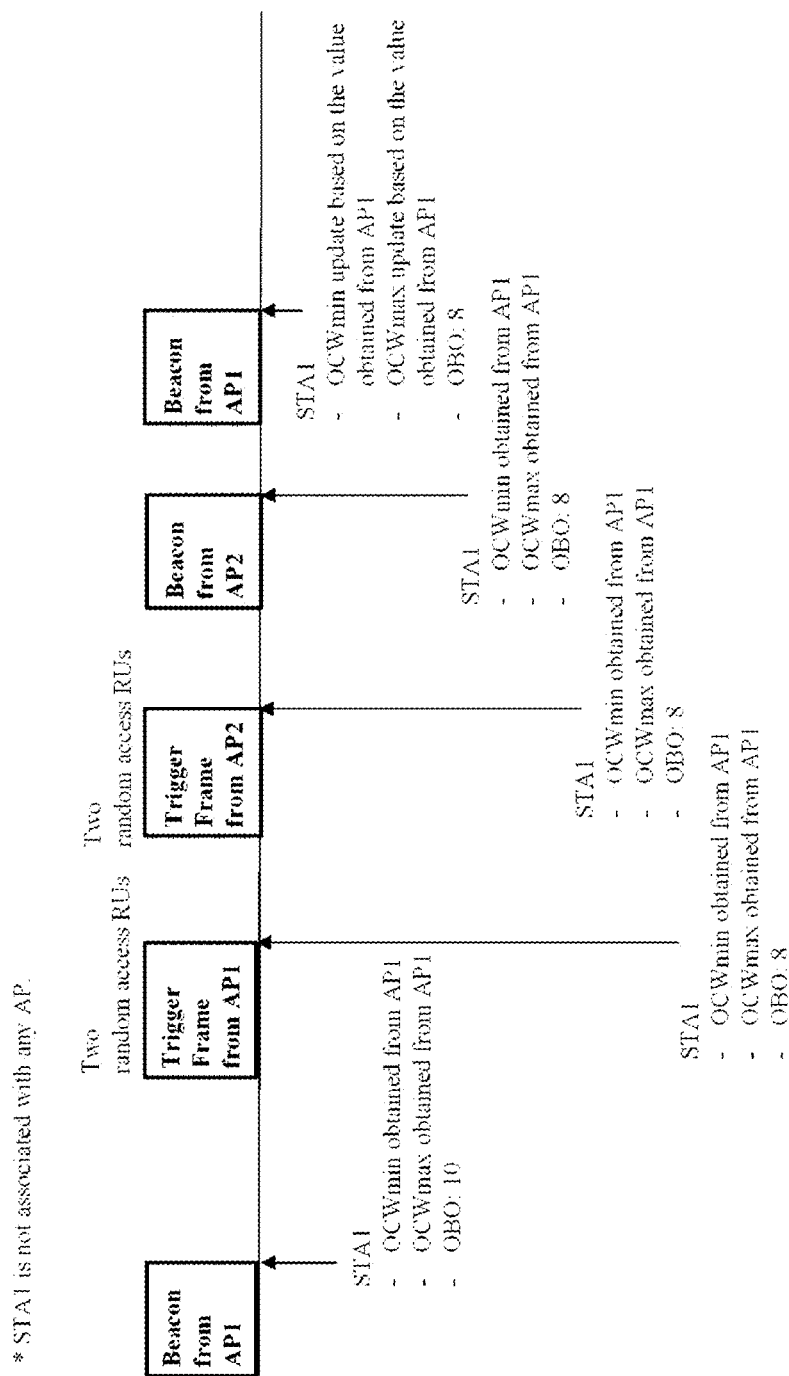 * STA1 is not associated with any AP.
Two
random access RUs
Two
random access RUs
Beacon
from
AP1
Trigger
Frame
from AP1
Trigger
Frame
from AP2
Beacon
from
AP2
Beacon
from
AP1
STA1
- OCWmin obtained from AP1
- OCWmax obtained from AP1
- OBO: 10
STA1
- OCWmin obtained from AP1
- OCWmax obtained from AP1
- OBO: 8
STA1
- OCWmin obtained from AP1
- OCWmax obtained from AP1
- OBO: 8
STA1
- OCWmin obtained from AP1
- OCWmax obtained from AP1
- OBO: 8
STA1
- OCWmin update based on the value
obtained from AP1
- OCWmax update based on the value
obtained from AP1
- OBO: 8